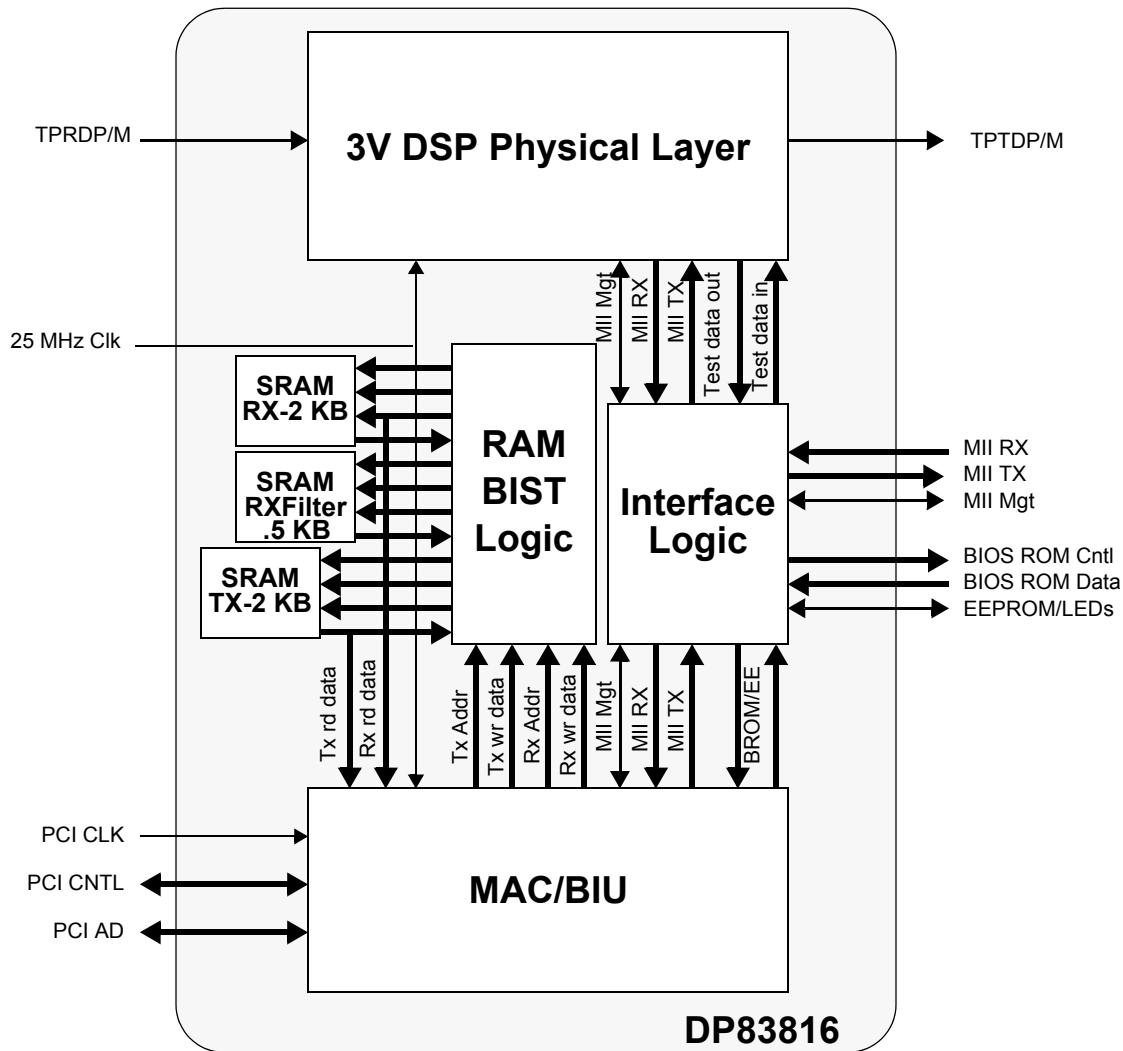 3V DSP Physical Layer
TPRDP/M
TPTDP/M
MII Mgt
MII RX
MII TX
Test data out
Test data in
25 MHz Clk
SRAM
RX-2 KB
SRAM
RXFilter
.5 KB
SRAM
TX-2 KB
RAM
BIST
Logic
Interface
Logic
MII RX
MII TX
MII Mgt
BIOS ROM Cntl
BIOS ROM Data
EEPROM/LEDs
Tx rd data
Rx rd data
Tx Addr
Tx wr data
Rx Addr
Rx wr data
MII Mgt
MII RX
MII TX
BROM/EE
PCI CLK
PCI CNTL
PCI AD
MAC/BIU
DP83816